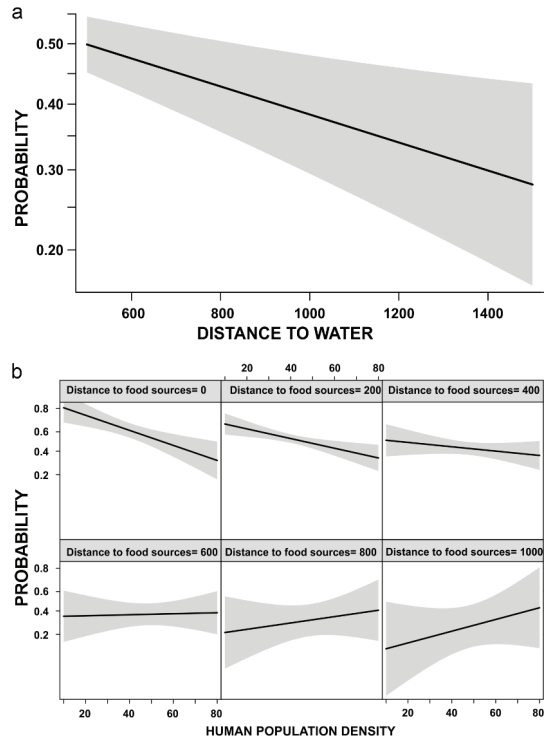 a
0.50
0.40
0.30
0.20
PROBABILITY
600 800 1000 1200 1400
DISTANCE TO WATER
b
20 40 60 80
Distance to food sources= 0 Distance to food sources= 200 Distance to food sources= 400
0.8
0.6
0.4
0.2
Distance to food sources= 600 Distance to food sources= 800 Distance to food sources= 1000
0.8
0.6
0.4
0.2
PROBABILITY
20 40 60 80 20 40 60 80
HUMAN POPULATION DENSITY